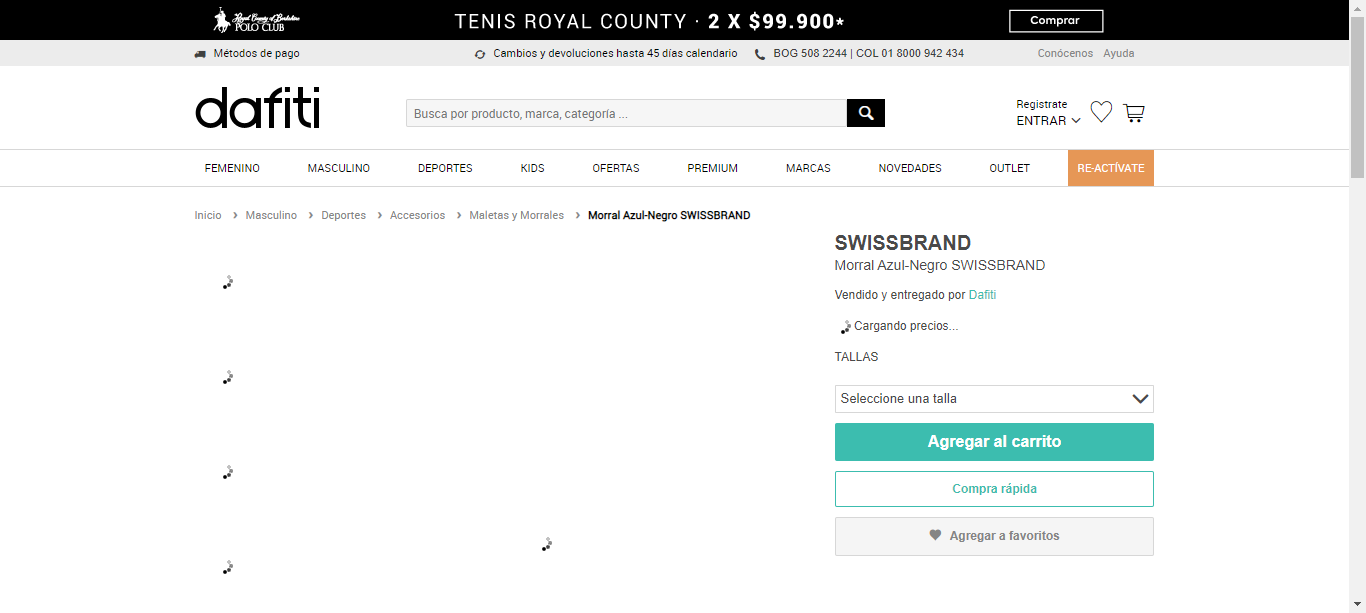 Royal County of Berkshire
POLO CLUB
TENIS ROYAL COUNTY · 2 X $99.900*
Comprar
Métodos de pago
Cambios y devoluciones hasta 45 días calendario
BOG 508 2244 | COL 01 8000 942 434
Conócenos Ayuda
dafiti
Busca por producto, marca, categoría ...
Registrate
ENTRAR
FEMENINO MASCULINO DEPORTES KIDS OFERTAS PREMIUM MARCAS NOVEDADES OUTLET RE-ACTÍVATE
Inicio > Masculino > Deportes > Accesorios > Maletas y Morrales > Morral Azul-Negro SWISSBRAND
SWISSBRAND
Morral Azul-Negro SWISSBRAND
Vendido y entregado por Dafiti
Cargando precios...
TALLAS
Seleccione una talla
Agregar al carrito
Compra rápida
Agregar a favoritos